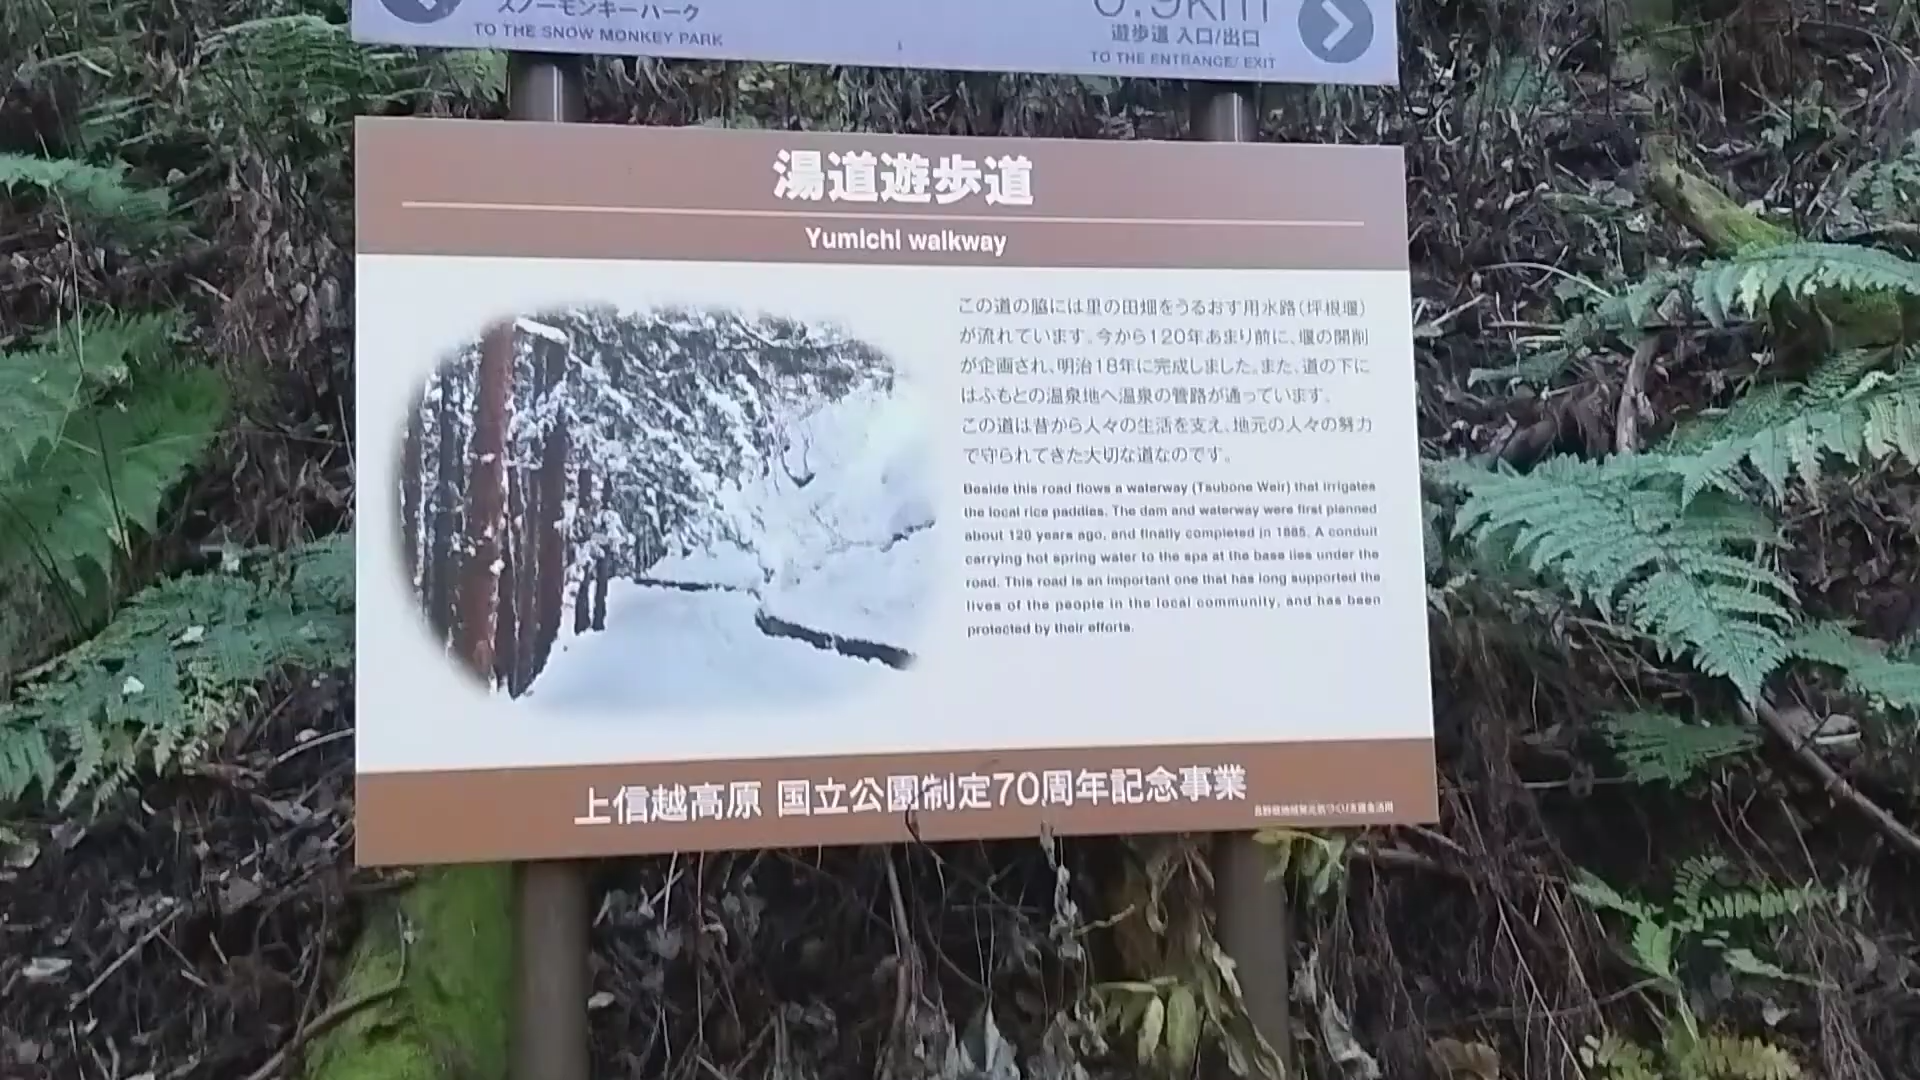 スノーモンキーパーク
TO THE SNOW MONKEY PARK
0.9km
遊歩道 入口/出口
TO THE ENTRANCE/ EXIT
湯道遊歩道
Yumichi walkway
この道の脇には里の田畑をうるおす用水路（坪根堰）
が流れています。今から120年あまり前に、堰の開削
が企画され、明治18年に完成しました。また、道の下に
はふもとの温泉地へ温泉の管路が通っています。
この道は昔から人々の生活を支え、地元の人々の努力
で守られてきた大切な道なのです。
Beside this road flows a waterway (Tsubone Weir) that irrigates
the local rice paddies. The dam and waterway were first planned
about 120 years ago, and finally completed in 1885. A conduit
carrying hot spring water to the spa at the base lies under the
road. This road is an important one that has long supported the
lives of the people in the local community, and has been
protected by their efforts.
上信越高原 国立公園制定70周年記念事業